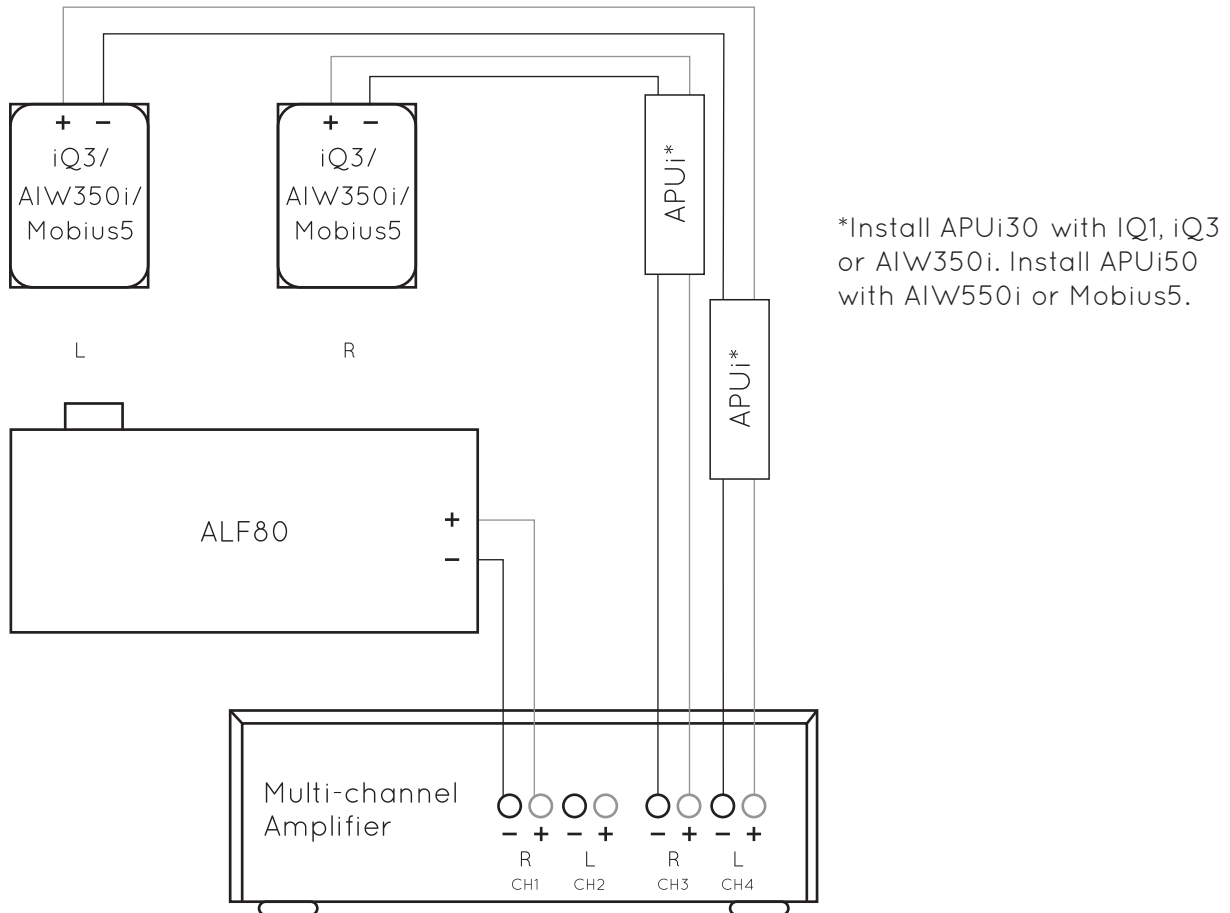 + −
iQ3/
AIW350i/
Mobius5
L
+ −
iQ3/
AIW350i/
Mobius5
R
APUi*
APUi*
*Install APUi30 with IQ1, iQ3
or AIW350i. Install APUi50
with AIW550i or Mobius5.
ALF80
+
−
Multi-channel
Amplifier
− + − + − + − +
R L R L
CH1 CH2 CH3 CH4